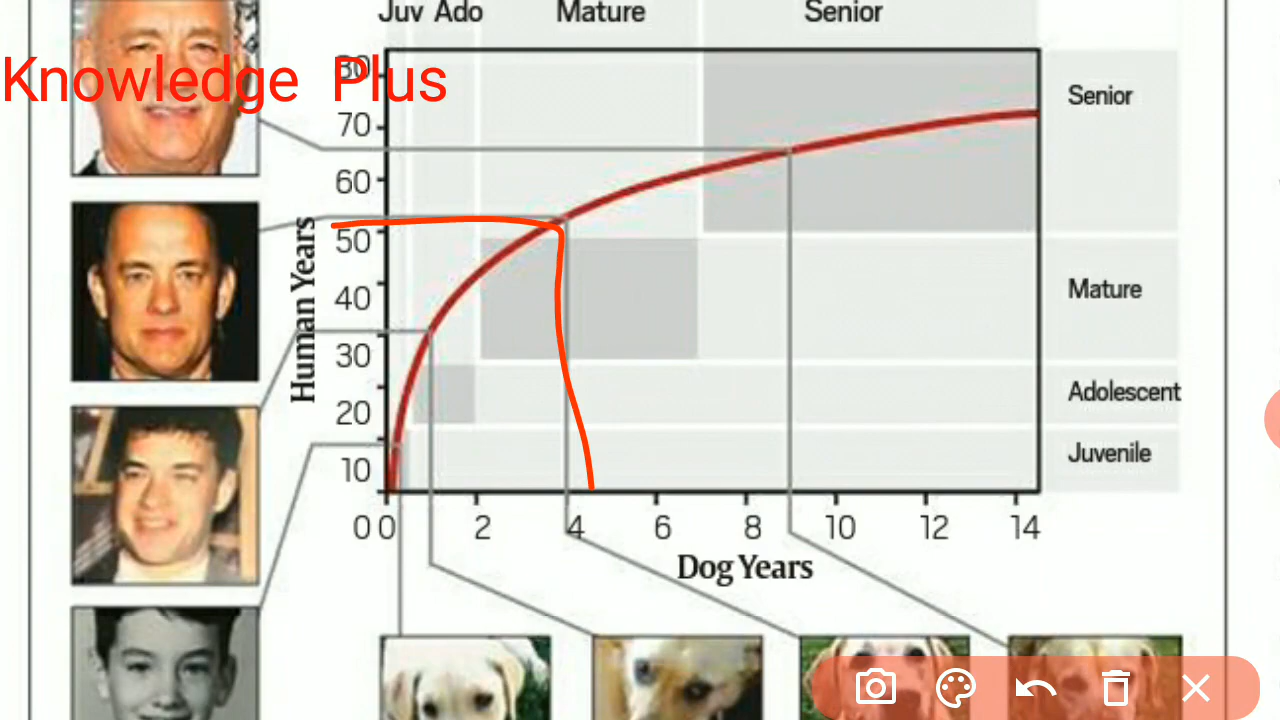 Juv Ado Mature Senior
Knowledge Plus
80
70
60
50
40
30
20
10
0
Human Years
Senior
Mature
Adolescent
Juvenile
0 2 4 6 8 10 12 14
Dog Years